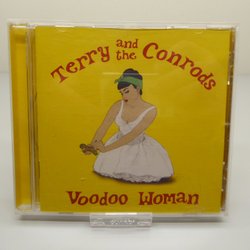 Terry and the Conrods
Voodoo Woman